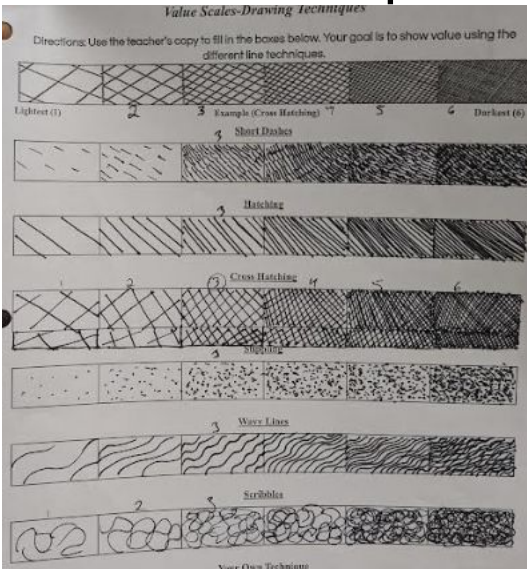 Value Scales-Drawing Techniques
Directions: Use the teacher's copy to fill in the boxes below. Your goal is to show value using the
different line techniques.
Lightest (1) 2 3 Example (Cross Hatching) 4 5 6 Darkest (6)
3 Short Dashes
Hatching
3
Cross Hatching
1 2 3 4 5 6
Stippling
3
Wave Lines
3
Scribbles
1 2 3
Your Own Technique